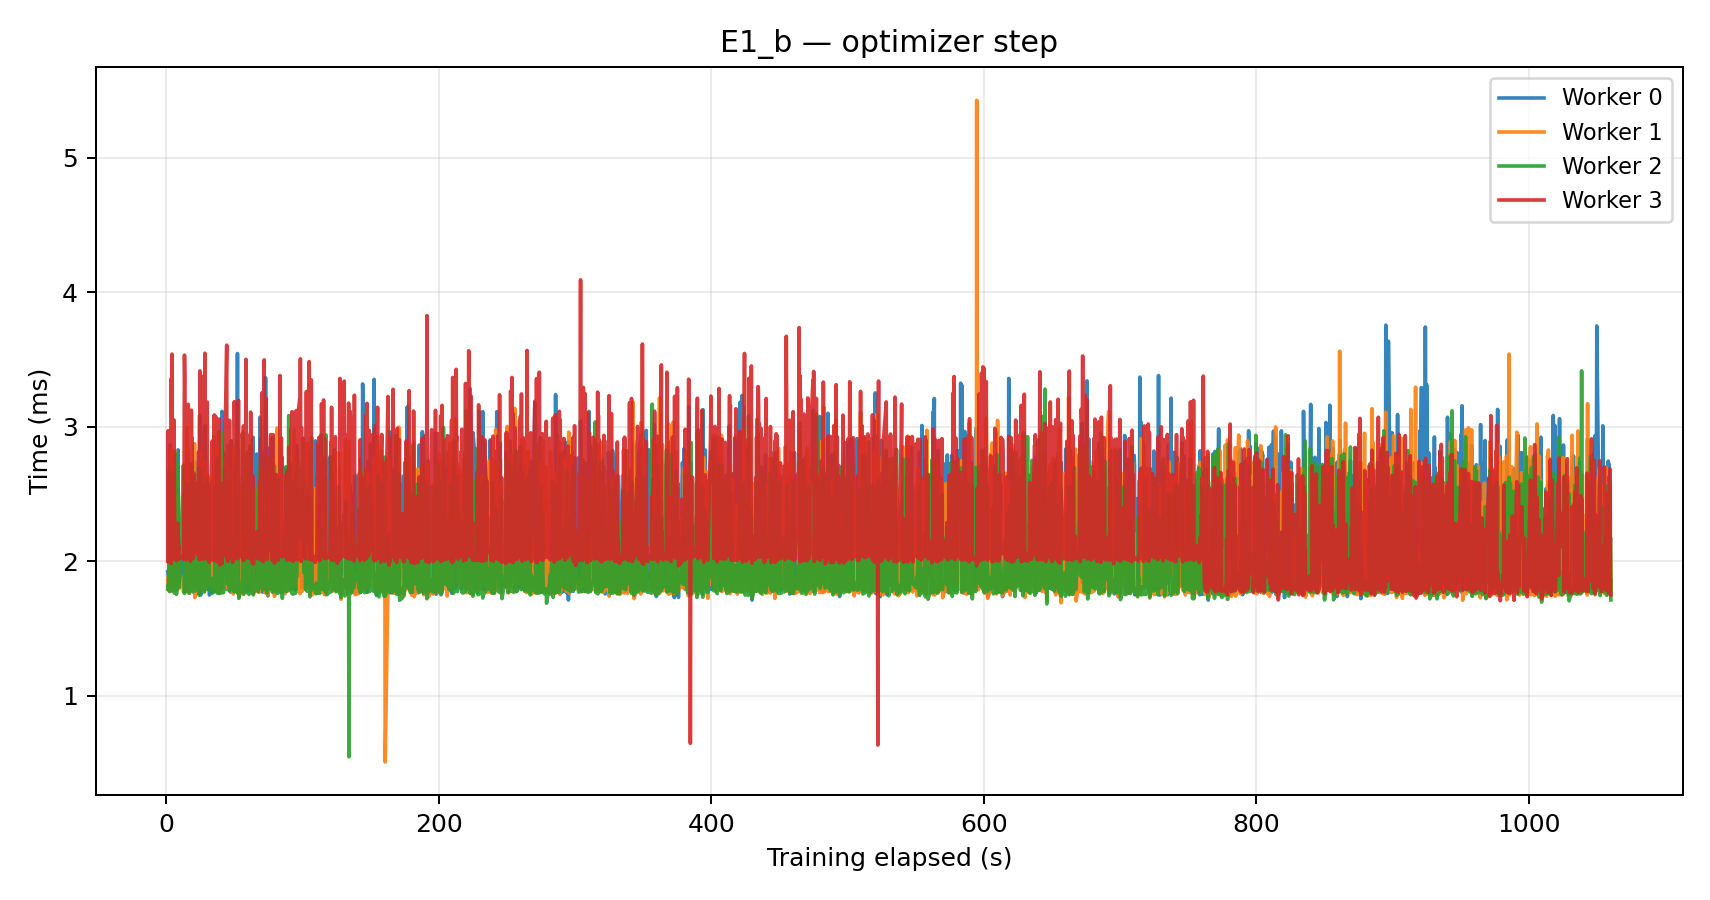 E1_b — optimizer step
Worker 0
Worker 1
Worker 2
Worker 3
5
4
3
2
1
Time (ms)
0
200
400
600
800
1000
Training elapsed (s)